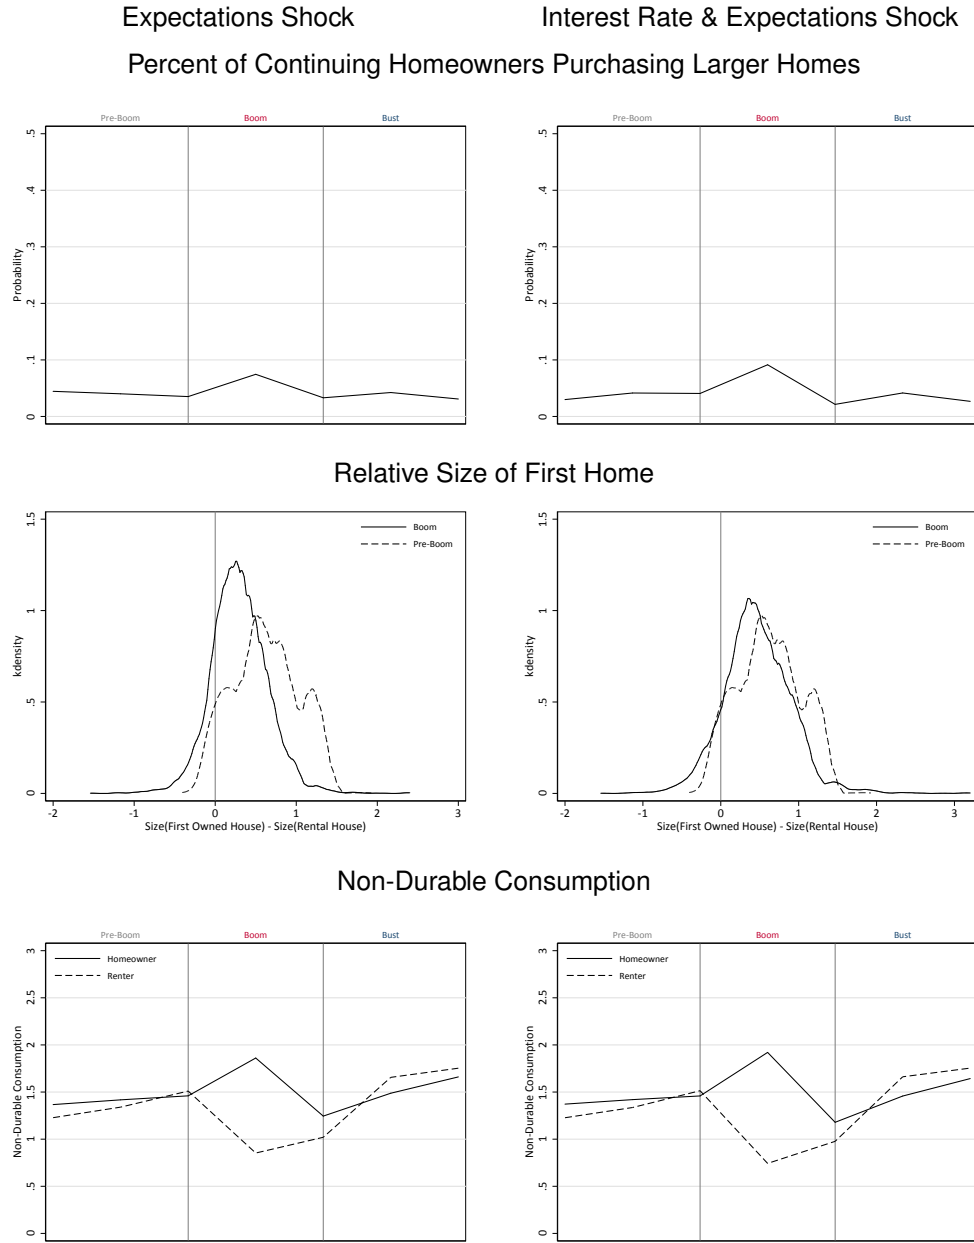 Expectations Shock
Interest Rate & Expectations Shock
Percent of Continuing Homeowners Purchasing Larger Homes
Pre-Boom Boom Bust
Probability
.5
.4
.3
.2
.1
0
Pre-Boom Boom Bust
Probability
.5
.4
.3
.2
.1
0
Relative Size of First Home
Boom
Pre-Boom
kdensity
1.5
1
.5
0
-2 -1 0 1 2 3
Size(First Owned House) - Size(Rental House)
Boom
Pre-Boom
kdensity
1.5
1
.5
0
-2 -1 0 1 2 3
Size(First Owned House) - Size(Rental House)
Non-Durable Consumption
Pre-Boom Boom Bust
Homeowner
Renter
Non-Durable Consumption
3
2.5
2
1.5
1
.5
0
Pre-Boom Boom Bust
Homeowner
Renter
Non-Durable Consumption
3
2.5
2
1.5
1
.5
0